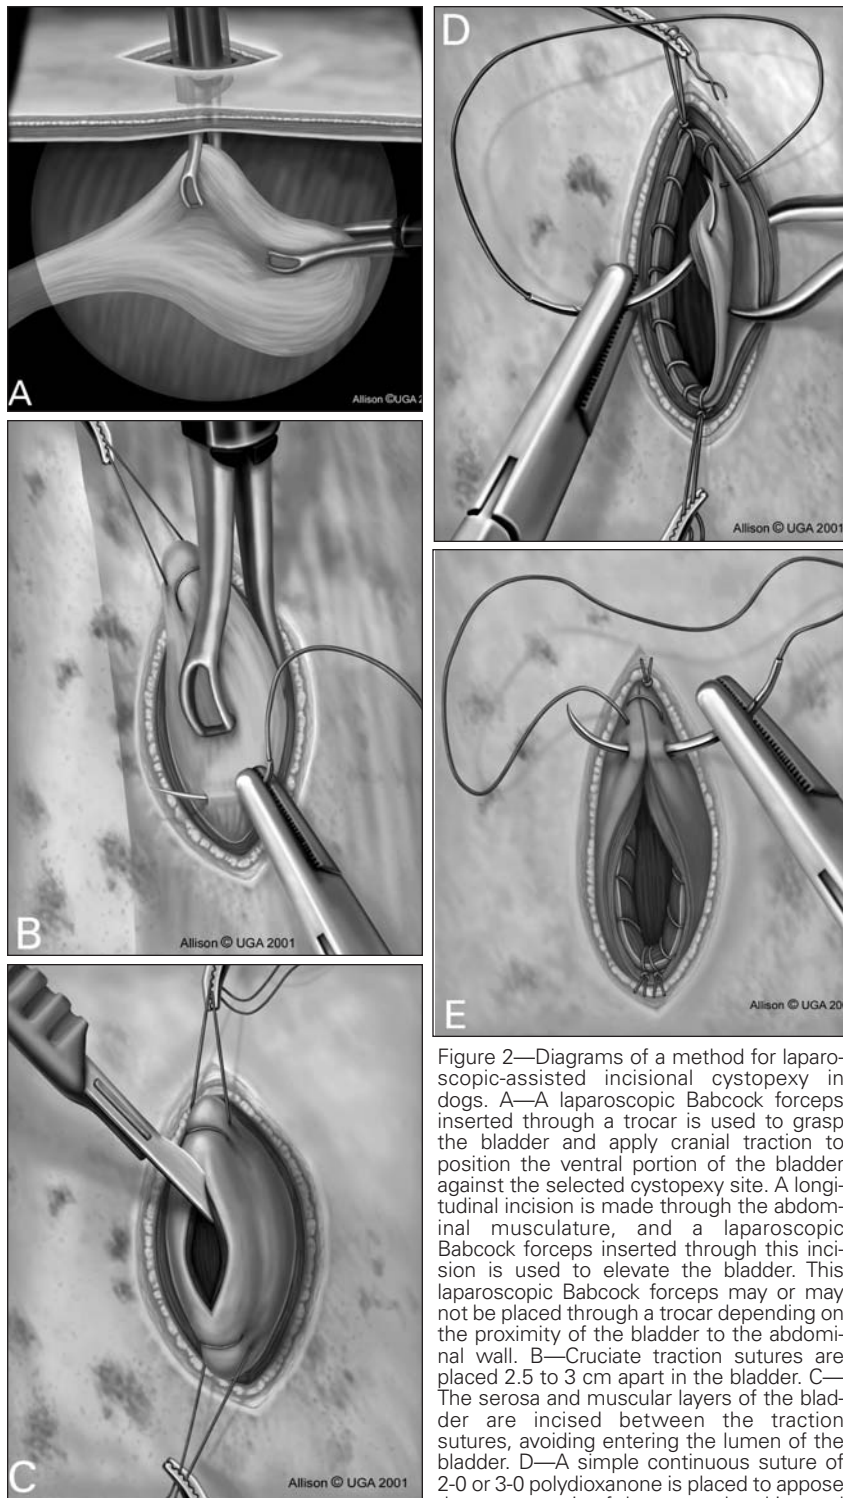 A
Allison ©UGA 2
B
Allison © UGA 2001
C
Allison © UGA 2001
D
Allison © UGA 2001
E
Allison © UGA 200
Figure 2—Diagrams of a method for laparo-
scopic-assisted incisional cystopexy in
dogs. A—A laparoscopic Babcock forceps
inserted through a trocar is used to grasp
the bladder and apply cranial traction to
position the ventral portion of the bladder
against the selected cystopexy site. A longi-
tudinal incision is made through the abdom-
inal musculature, and a laparoscopic
Babcock forceps inserted through this inci-
sion is used to elevate the bladder. This
laparoscopic Babcock forceps may or may
not be placed through a trocar depending on
the proximity of the bladder to the abdomi-
nal wall. B—Cruciate traction sutures are
placed 2.5 to 3 cm apart in the bladder. C—
The serosa and muscular layers of the blad-
der are incised between the traction
sutures, avoiding entering the lumen of the
bladder. D—A simple continuous suture of
2-0 or 3-0 polydioxanone is placed to appose